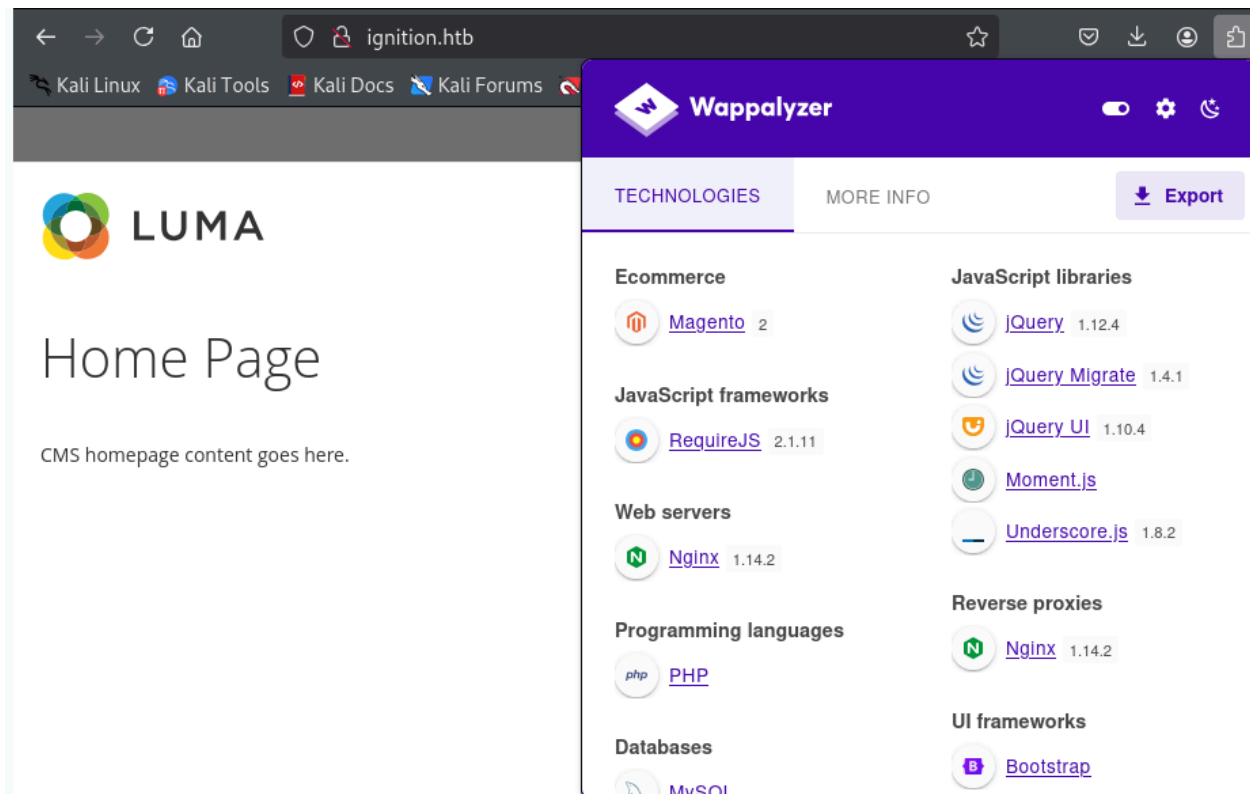 ignition.htb
Kali Linux Kali Tools Kali Docs Kali Forums
LUMA
Home Page
CMS homepage content goes here.
Wappalyzer
TECHNOLOGIES MORE INFO Export
Ecommerce
Magento 2
JavaScript frameworks
RequireJS 2.1.11
Web servers
Nginx 1.14.2
Programming languages
php PHP
Databases
MySQL
JavaScript libraries
jQuery 1.12.4
jQuery Migrate 1.4.1
jQuery UI 1.10.4
Moment.js
Underscore.js 1.8.2
Reverse proxies
Nginx 1.14.2
UI frameworks
B Bootstrap